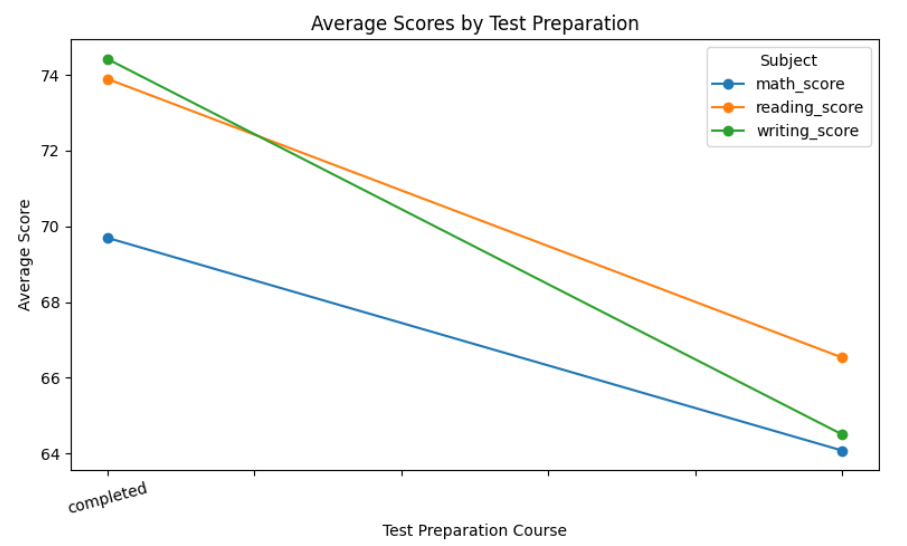 Average Scores by Test Preparation
Subject
math_score
reading_score
writing_score
74
72
70
68
66
64
Average Score
completed
Test Preparation Course